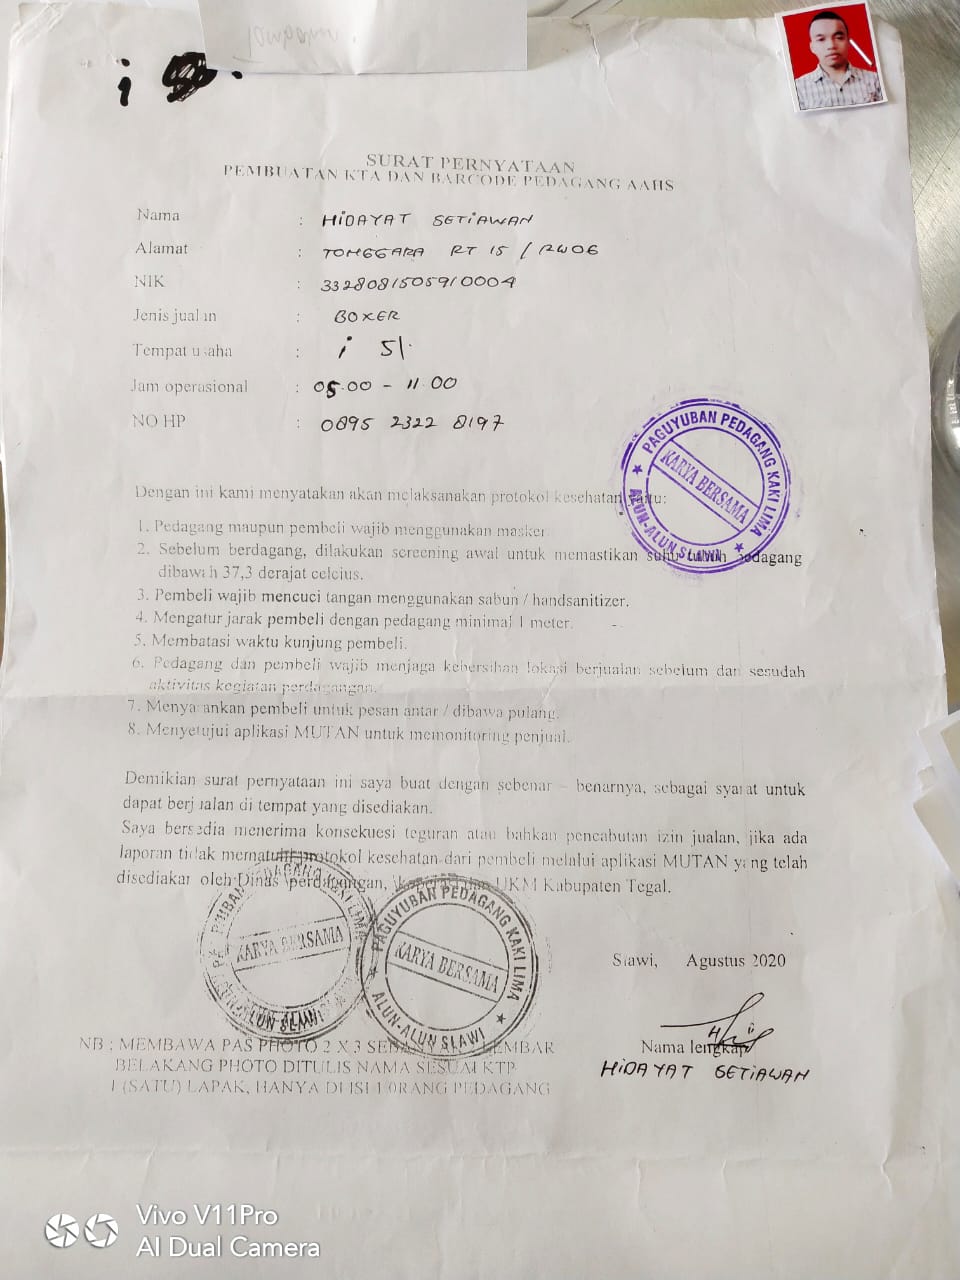 SURAT PERNYATAAN
PEMBUATAN KTA DAN BARCODE PEDAGANG AAHS
Nama : HIDAYAT SETIAWAN
Alamat : TONGGARA RT 15 / RW06
NIK : 3328081505910004
Jenis jualan : BOXER
Tempat usaha : i 51.
Jam operasional : 05.00 - 11.00
NO HP : 0895 2322 8197
PAGUYUBAN PEDAGANG KAKI LIMA
KARYA BERSAMA
ALUN-ALUN SLAWI
Dengan ini kami menyatakan akan melaksanakan protokol kesehatan yaitu:
1. Pedagang maupun pembeli wajib menggunakan masker
2. Sebelum berdagang, dilakukan screening awal untuk memastikan suhu tubuh pedagang
dibawah 37,3 derajat celcius.
3. Pembeli wajib mencuci tangan menggunakan sabun / handsanitizer.
4. Mengatur jarak pembeli dengan pedagang minimal 1 meter.
5. Membatasi waktu kunjung pembeli.
6. Pedagang dan pembeli wajib menjaga kebersihan lokasi berjualan sebelum dan sesudah
aktivitas kegiatan perdagangan.
7. Menyarankan pembeli untuk pesan antar / dibawa pulang.
8. Menyetujui aplikasi MUTAN untuk memonitoring penjual.
Demikian surat pernyataan ini saya buat dengan sebenar – benarnya, sebagai syarat untuk
dapat berjualan di tempat yang disediakan.
Saya bersedia menerima konsekuesi teguran atau bahkan pencabutan izin jualan, jika ada
laporan tidak mematuhi protokol kesehatan dari pembeli melalui aplikasi MUTAN yang telah
disediakan oleh Dinas perdagangan, koperasi dan UKM Kabupaten Tegal.
PEDAGANG KAKI LIMA
KARYA BERSAMA
ALUN-ALUN SLAWI
PAGUYUBAN PEDAGANG KAKI LIMA
KARYA BERSAMA
ALUN-ALUN SLAWI
Slawi, Agustus 2020
Nama lengkap
HIDAYAT SETIAWAN
NB : MEMBAWA PAS PHOTO 2 X 3 SEBANYAK LEMBAR
BELAKANG PHOTO DITULIS NAMA SESUAI KTP
1 (SATU) LAPAK, HANYA DIISI 1 ORANG PEDAGANG
Vivo V11Pro
AI Dual Camera